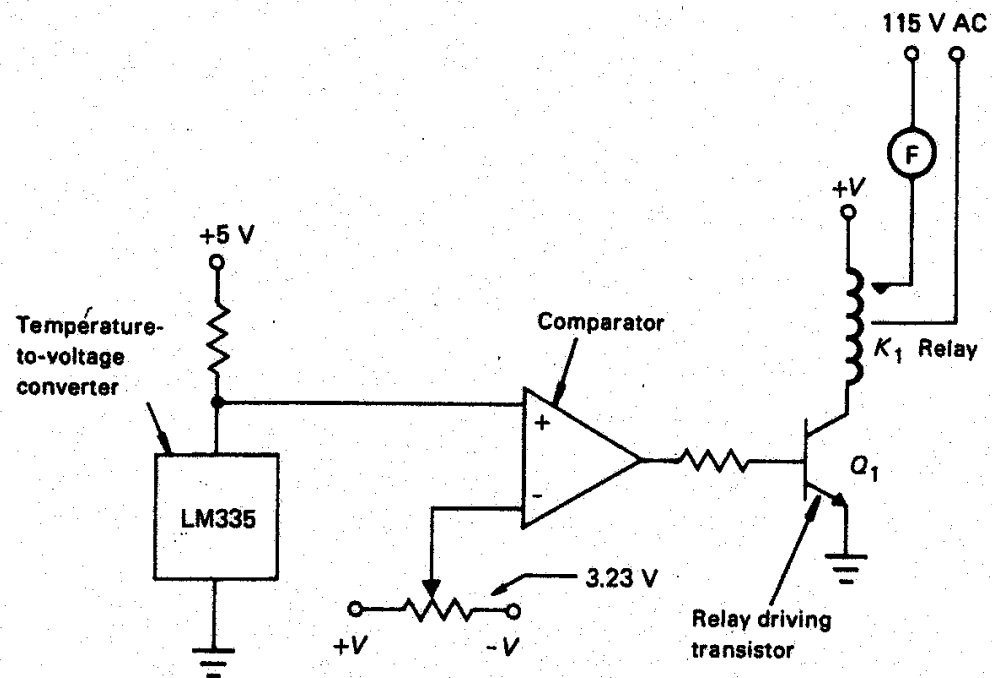 115 V AC
F
+V
+5 V
Temperature-
to-voltage
converter
Comparator
K1 Relay
+
-
Q1
LM335
3.23 V
+V
-V
Relay driving
transistor